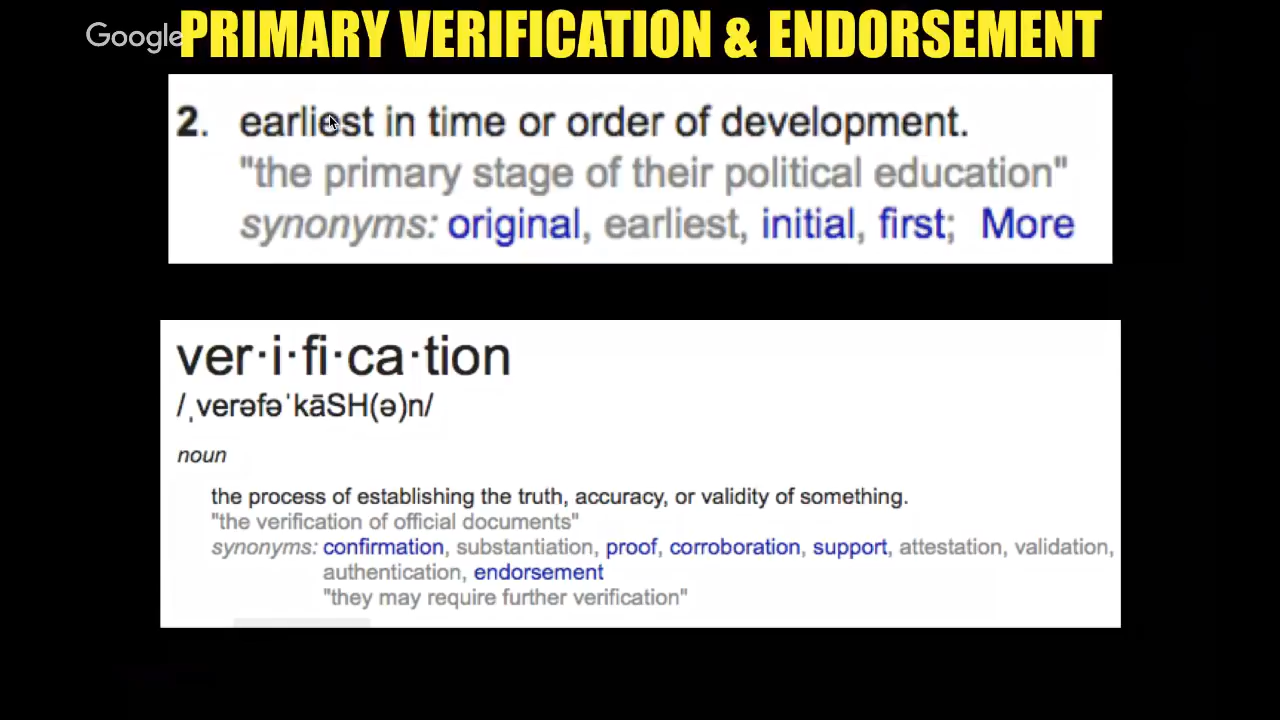 Google
PRIMARY VERIFICATION & ENDORSEMENT
2. earliest in time or order of development.
"the primary stage of their political education"
synonyms: original, earliest, initial, first; More
ver·i·fi·ca·tion
/ˌverəfəˈkāSH(ə)n/
noun
the process of establishing the truth, accuracy, or validity of something.
"the verification of official documents"
synonyms: confirmation, substantiation, proof, corroboration, support, attestation, validation,
authentication, endorsement
"they may require further verification"